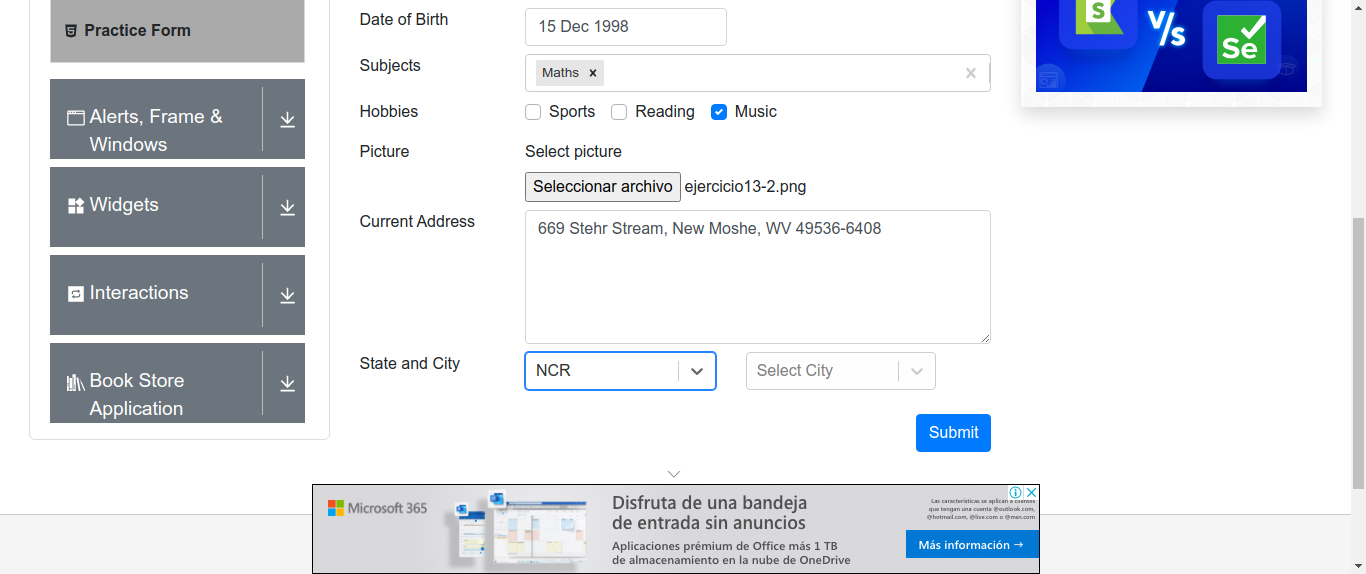 Practice Form
Alerts, Frame &
Windows
Widgets
Interactions
Book Store
Application
Date of Birth
15 Dec 1998
Subjects
Maths
Hobbies
Sports
Reading
Music
Picture
Select picture
Seleccionar archivo ejercicio13-2.png
Current Address
669 Stehr Stream, New Moshe, WV 49536-6408
State and City
NCR
Select City
Submit
S
V/s
Se
Microsoft 365
Disfruta de una bandeja
de entrada sin anuncios
Aplicaciones prémium de Office más 1 TB
de almacenamiento en la nube de OneDrive
Las características se aplican a clientes
que tengan una cuenta @outlook.com,
@hotmail.com, @live.com o @msn.com
Más información →